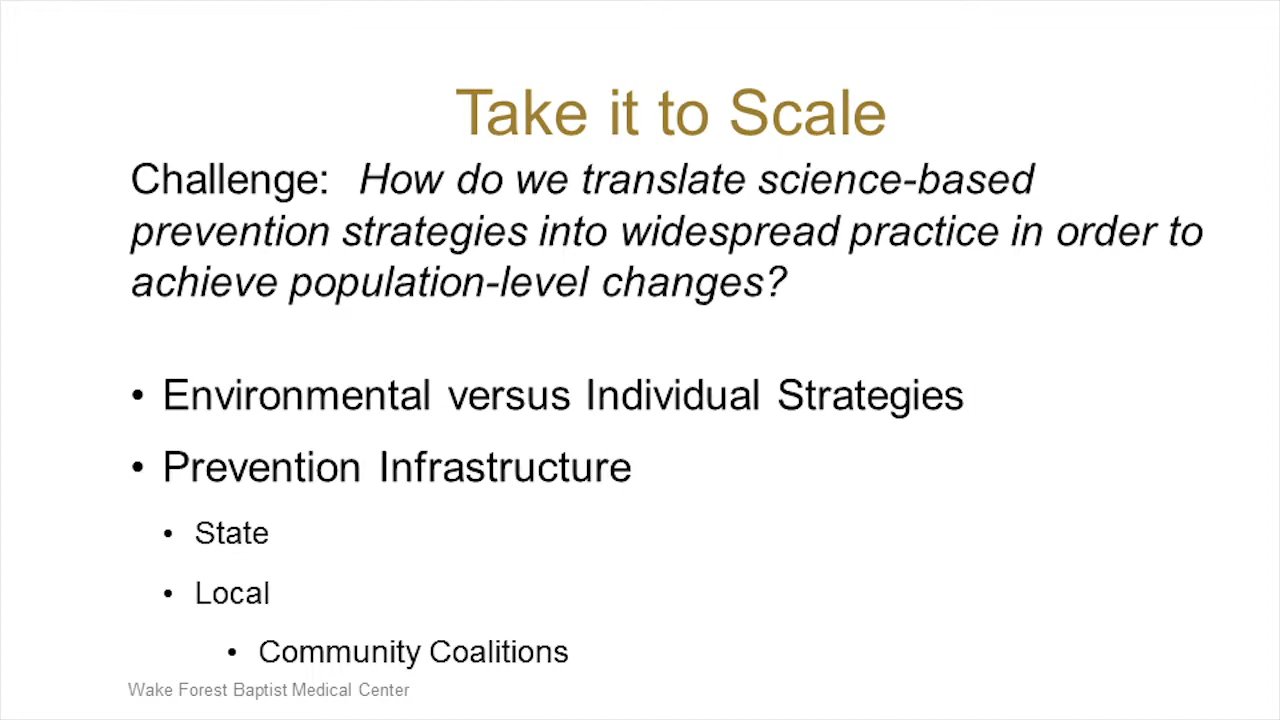 Take it to Scale
Challenge: How do we translate science-based
prevention strategies into widespread practice in order to
achieve population-level changes?
• Environmental versus Individual Strategies
• Prevention Infrastructure
• State
• Local
• Community Coalitions
Wake Forest Baptist Medical Center